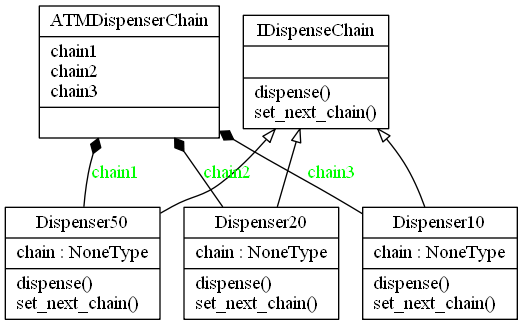 ATMDispenserChain
chain1
chain2
chain3
IDispenseChain
dispense()
set_next_chain()
chain1
chain2
chain3
Dispenser50
chain : NoneType
dispense()
set_next_chain()
Dispenser20
chain : NoneType
dispense()
set_next_chain()
Dispenser10
chain : NoneType
dispense()
set_next_chain()